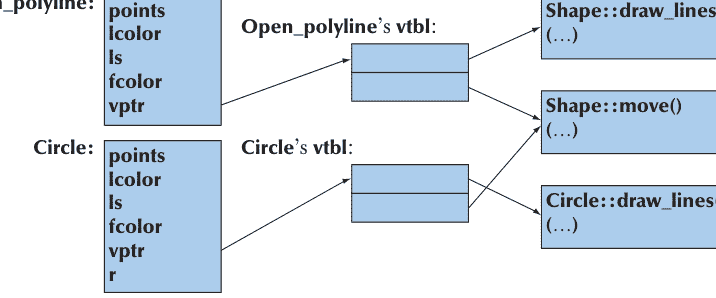 _polyline:
points
lcolor
ls
fcolor
vptr
Open_polyline's vtbl:
Shape::draw_lines
{...}
Shape::move()
{...}
Circle:
points
lcolor
ls
fcolor
vptr
r
Circle's vtbl:
Circle::draw_lines(
{...}